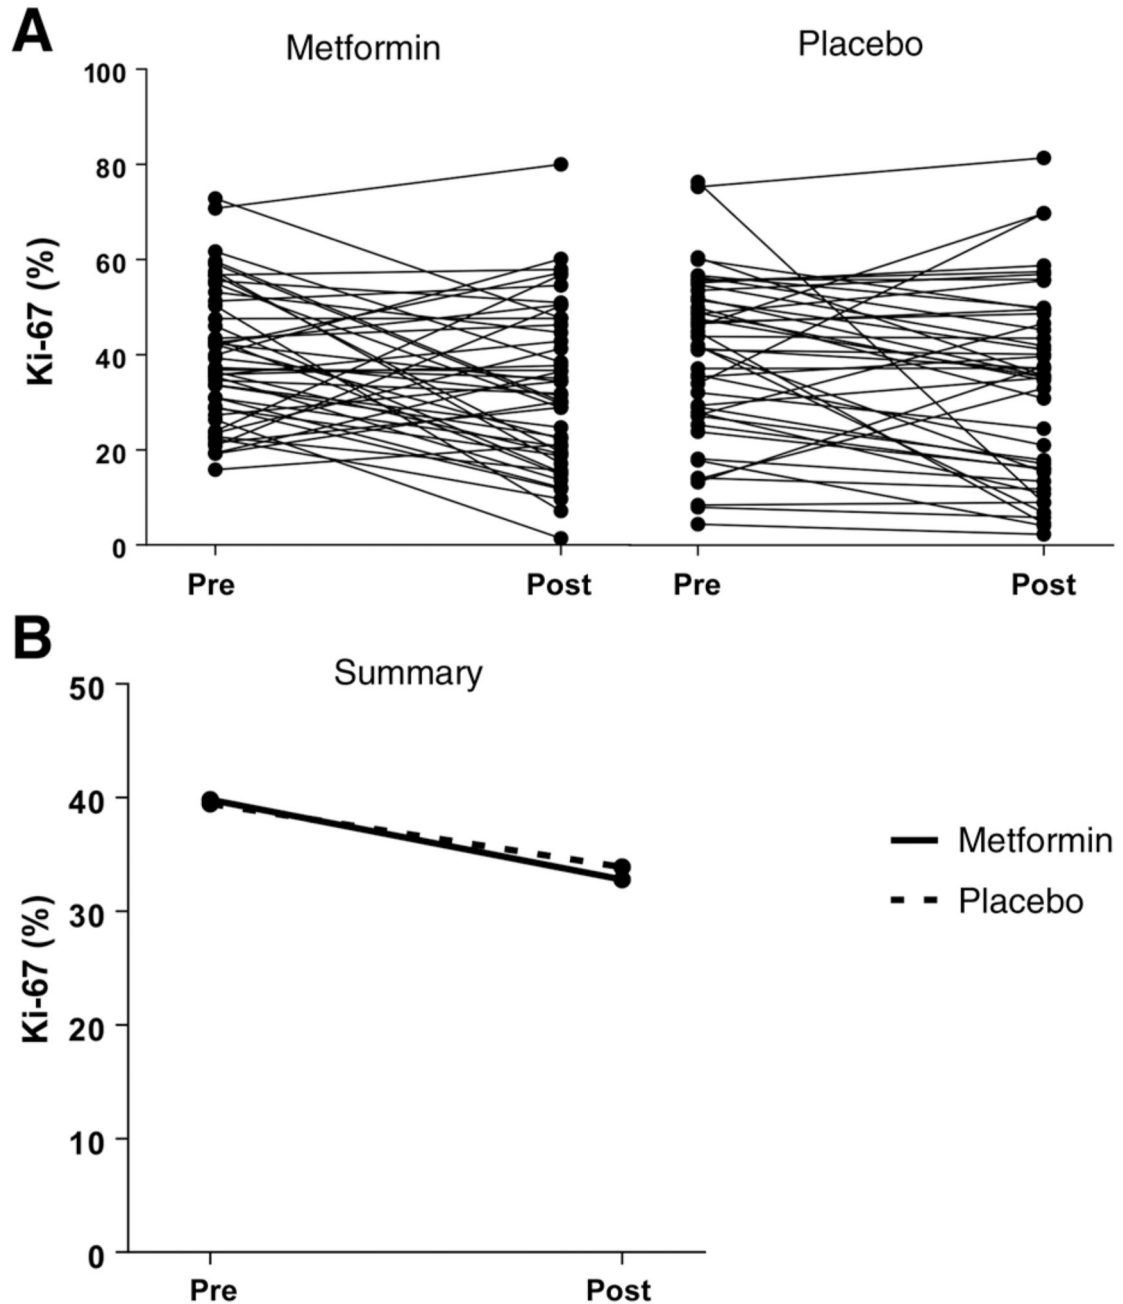 A
Metformin Placebo
100
80
60
40
20
0
Ki-67 (%)
Pre Post Pre Post
B
Summary
50
40
30
20
10
0
Ki-67 (%)
Metformin
Placebo
Pre Post